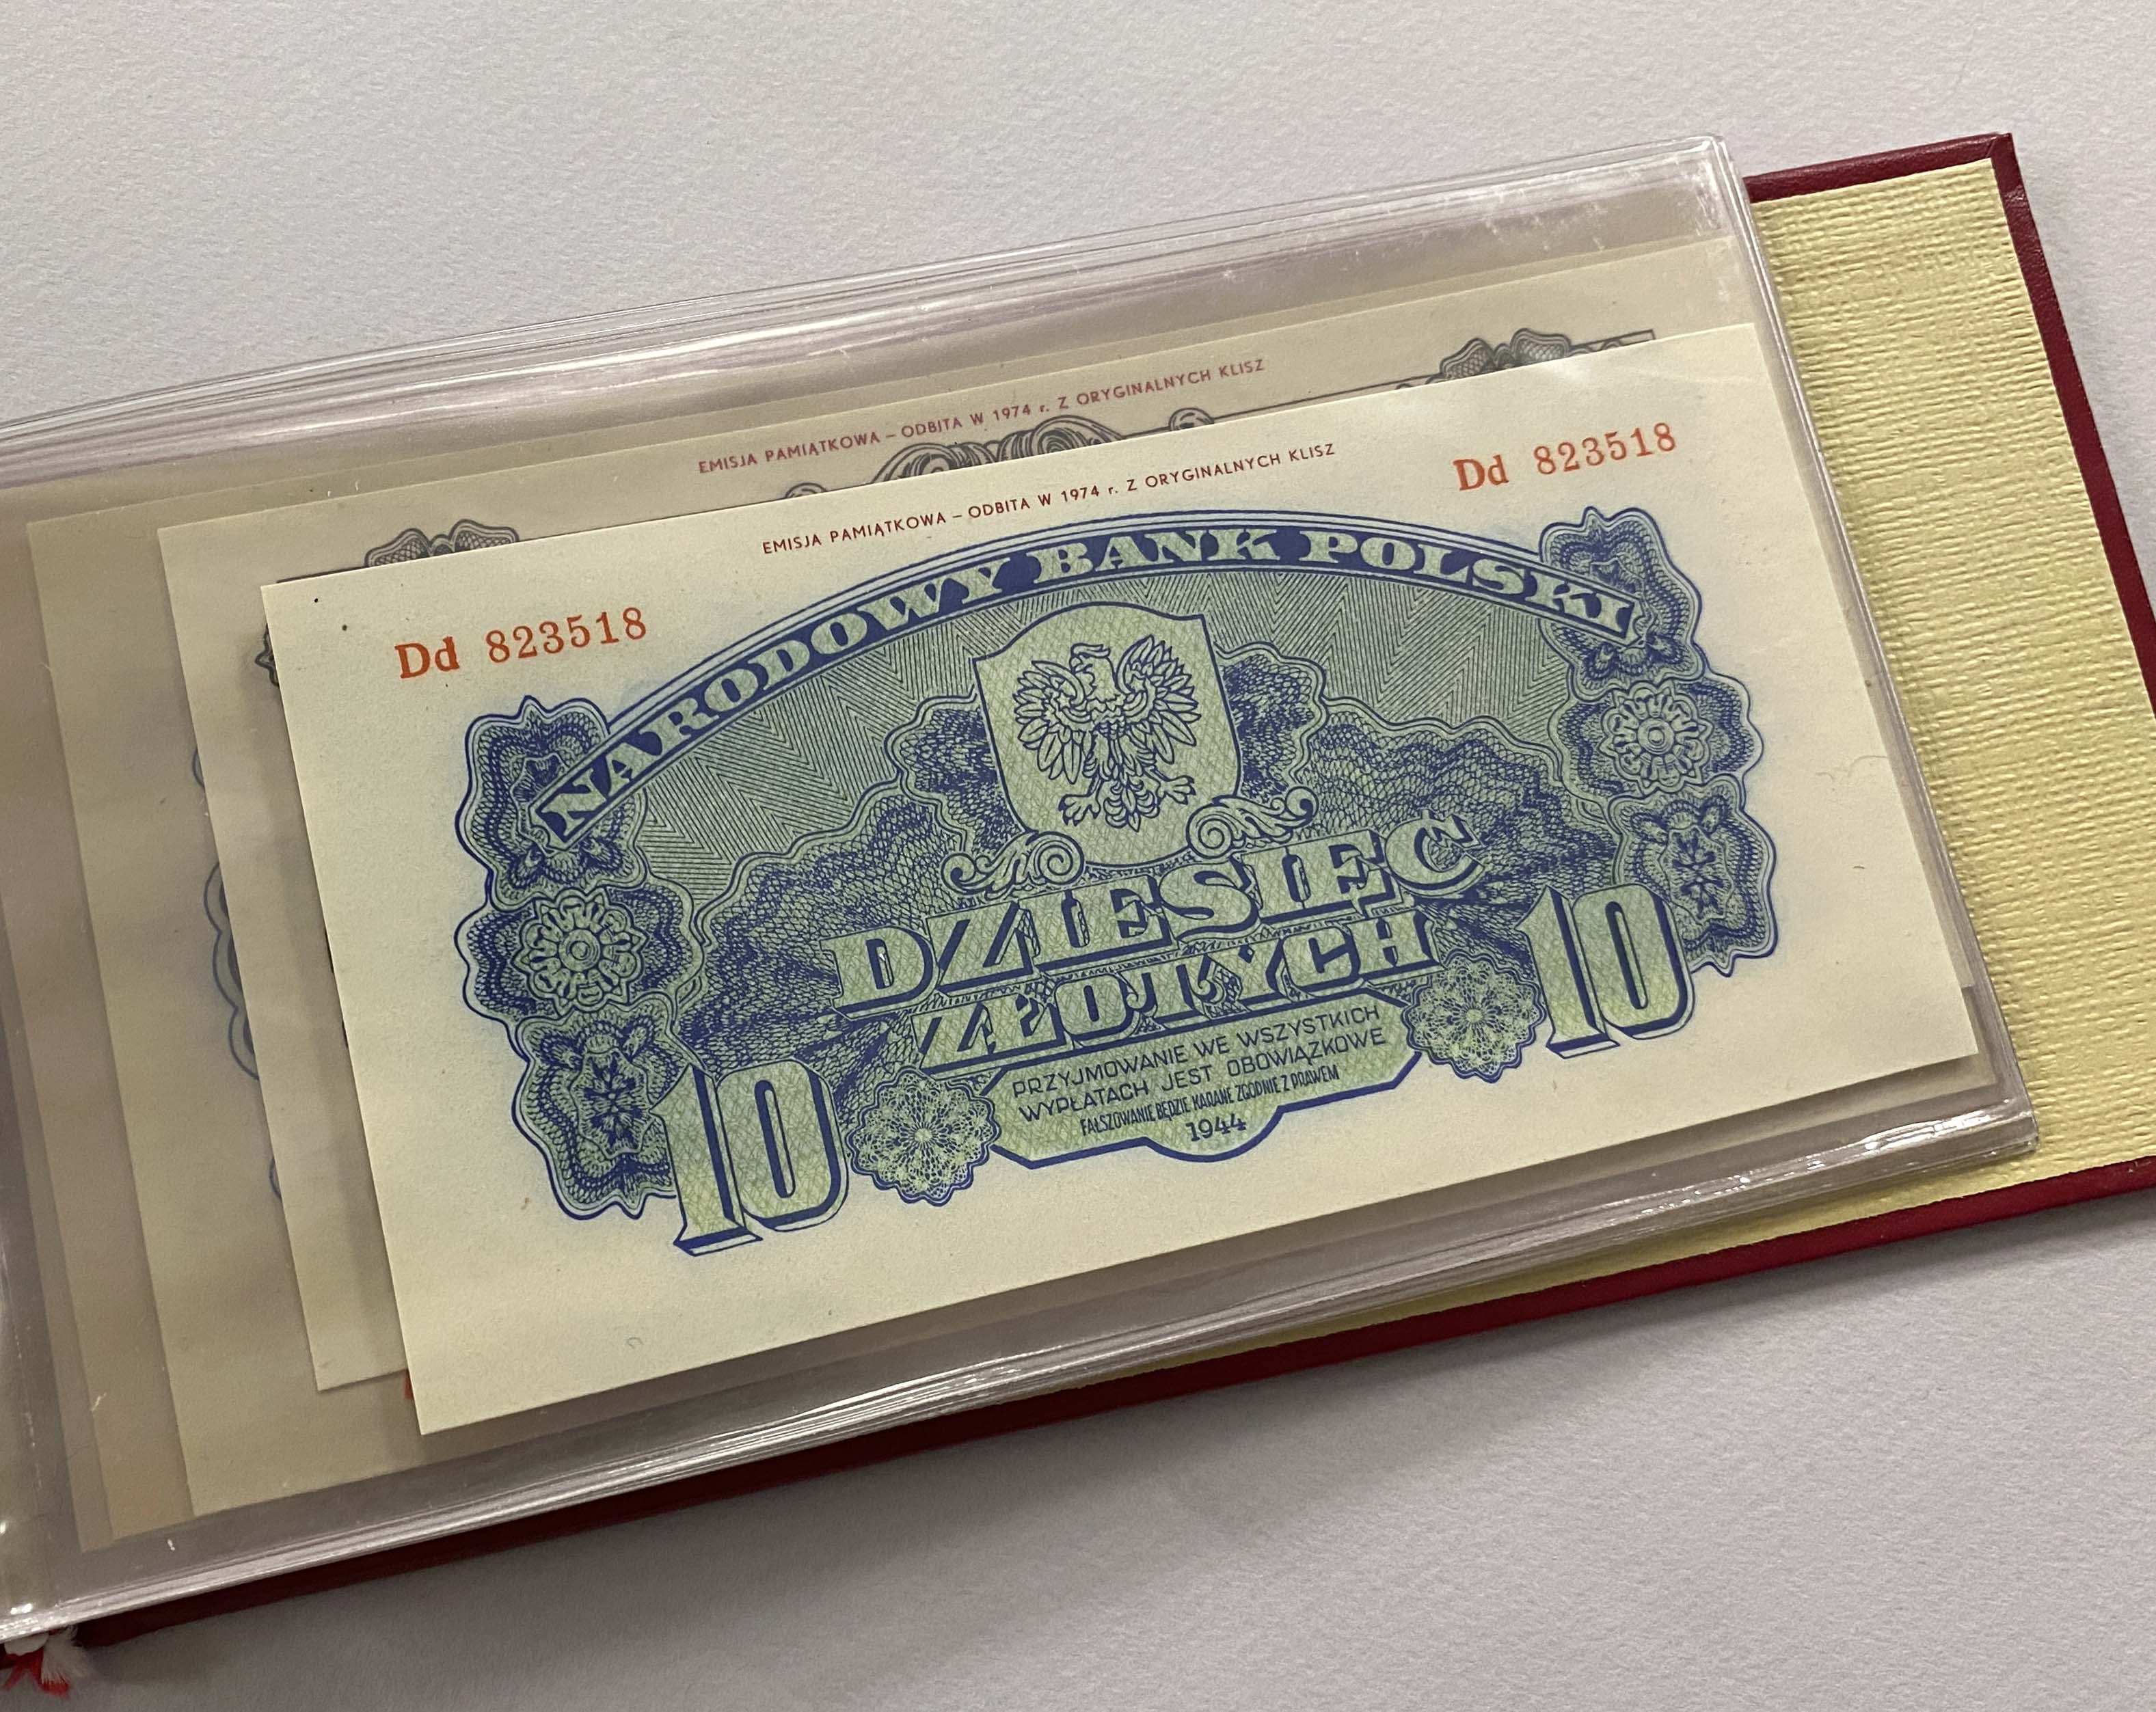 EMISJA PAMIĄTKOWA – ODBITA W 1974 r. Z ORYGINALNYCH KLISZ
EMISJA PAMIĄTKOWA – ODBITA W 1974 r. Z ORYGINALNYCH KLISZ
Dd 823518
Dd 823518
NARODOWY BANK POLSKI
DZIESIĘĆ
ZŁOTYCH
10
10
PRZYJMOWANIE WE WSZYSTKICH
WYPŁATACH JEST OBOWIĄZKOWE
FAŁSZOWANIE BĘDZIE KARANE ZGODNIE Z PRAWEM
1944